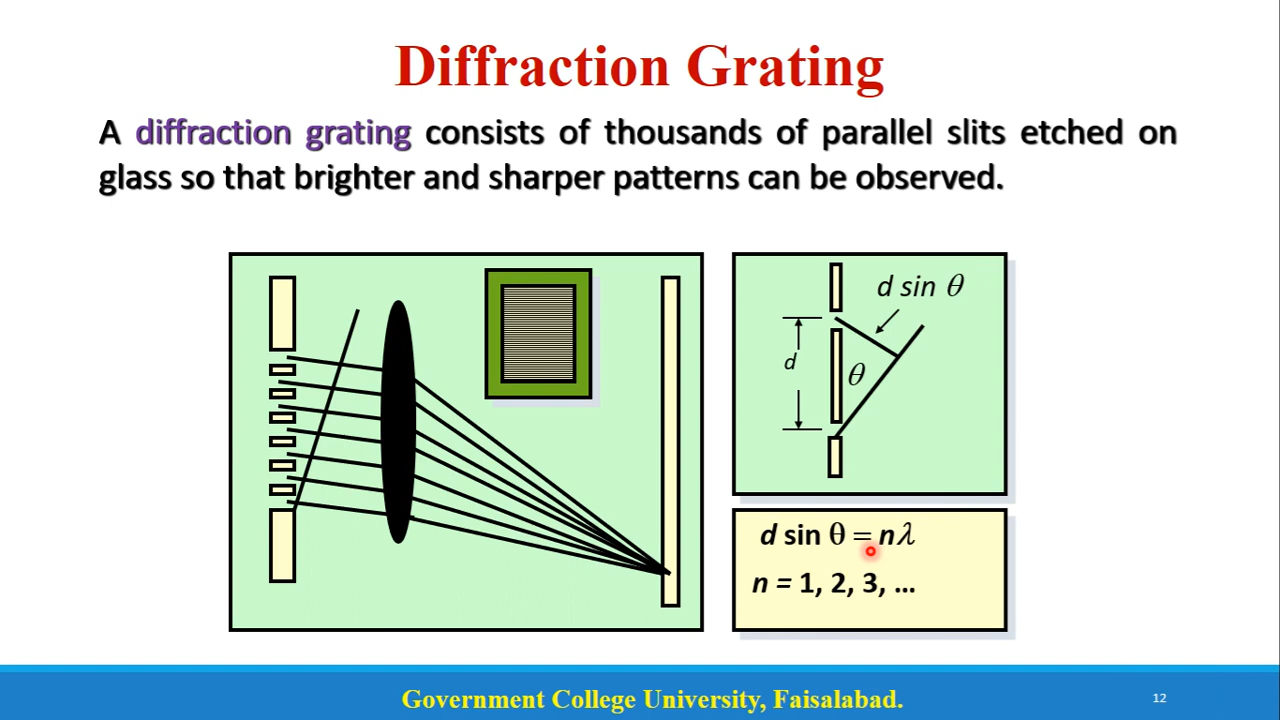 Diffraction Grating
A diffraction grating consists of thousands of parallel slits etched on
glass so that brighter and sharper patterns can be observed.
d sin θ
d
θ
d sin θ = nλ
n = 1, 2, 3, ...
Government College University, Faisalabad.
12